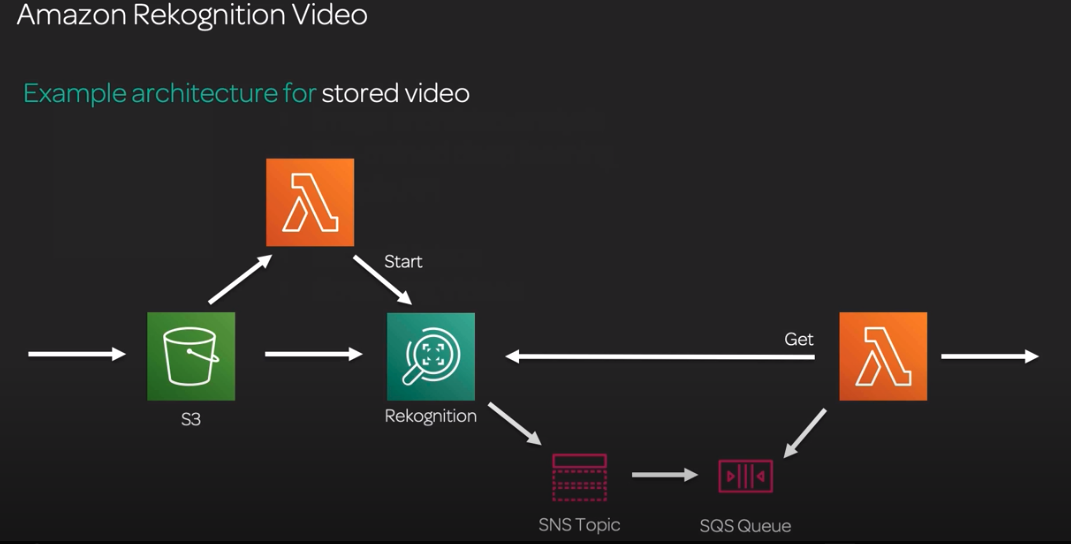 Amazon Rekognition Video
Example architecture for stored video
Start
Get
S3
Rekognition
SNS Topic
SQS Queue